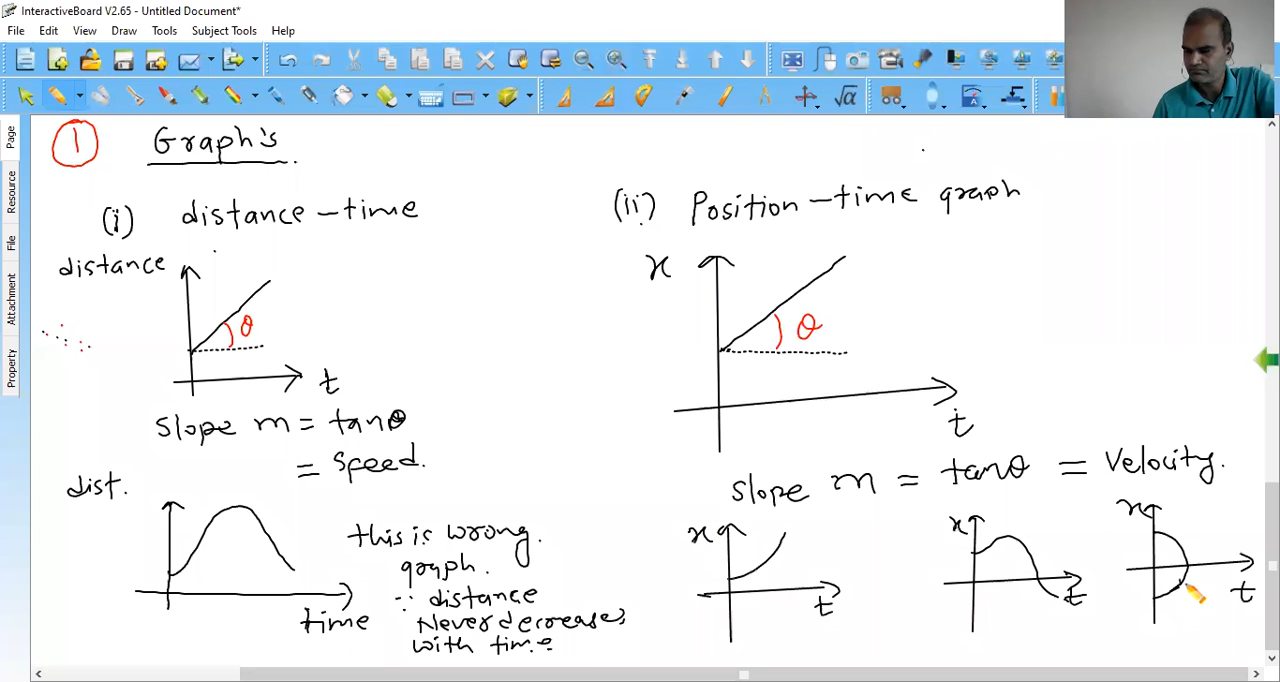 InteractiveBoard V2.65 - Untitled Document*
File Edit View Draw Tools Subject Tools Help
Page
Resource
File
Attachment
Property
1 Graph's
(i) distance-time
distance
θ
t
Slope m = tanθ
= Speed.
dist.
time
this is wrong.
graph.
∵ distance
Never decreases
with time
(ii) Position-time graph
x
θ
t
Slope m = tanθ = Velocity.
x
t
x
t
x
t